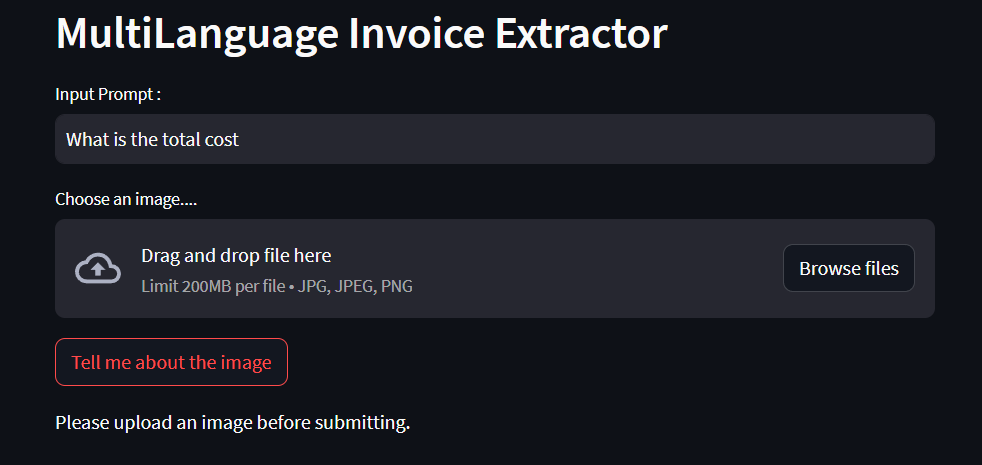 MultiLanguage Invoice Extractor
Input Prompt :
What is the total cost
Choose an image....
Drag and drop file here
Limit 200MB per file • JPG, JPEG, PNG
Browse files
Tell me about the image
Please upload an image before submitting.